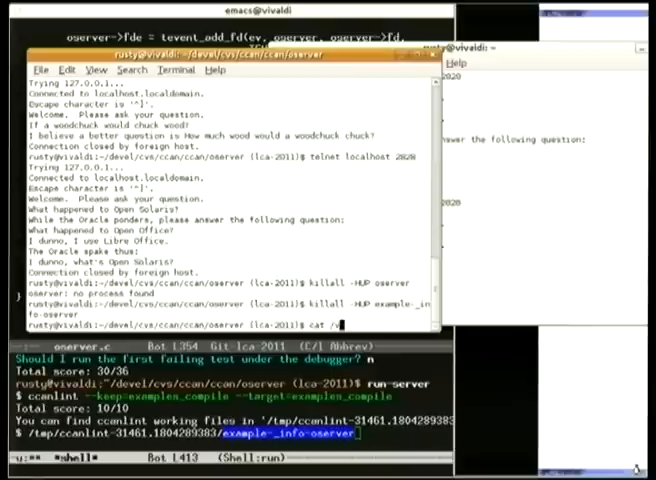 emacs@vivaldi
oserver->fde = tevent_add_fd(ev, oserver, oserver->fd,
rusty@vivaldi: ~/devel/cvs/ccan/ccan/oserver
rusty@vivaldi: ~
File Edit View Search Terminal Help
Help
Trying 127.0.0.1...
Connected to localhost.localdomain.
Escape character is '^]'.
Welcome.  Please ask your question.
If a woodchuck would chuck wood?
I believe a better question is How much wood would a woodchuck chuck?
Connection closed by foreign host.
rusty@vivaldi:~/devel/cvs/ccan/ccan/oserver (lca-2011)$ telnet localhost 2828
Trying 127.0.0.1...
Connected to localhost.localdomain.
Escape character is '^]'.
Welcome.  Please ask your question.
What happened to Open Solaris?
While the Oracle ponders, please answer the following question:
What happened to Open Office?
I dunno, I use Libre Office.
The Oracle spake thus:
I dunno, what's Open Solaris?
Connection closed by foreign host.
rusty@vivaldi:~/devel/cvs/ccan/ccan/oserver (lca-2011)$ killall -HUP oserver
oserver: no process found
rusty@vivaldi:~/devel/cvs/ccan/ccan/oserver (lca-2011)$ killall -HUP example-_in
fo-oserver
rusty@vivaldi:~/devel/cvs/ccan/ccan/oserver (lca-2011)$ cat /v
2828
nswer the following question:
2828
}
oserver.c Bot L354 Git-lca-2011 (C/l Abbrev)
Should I run the first failing test under the debugger? n
Total score: 30/36
rusty@vivaldi:~/devel/cvs/ccan/ccan/oserver (lca-2011)$ run-server
$ ccanlint --keep=examples_compile --target=examples_compile
Total score: 10/10
You can find ccanlint working files in '/tmp/ccanlint-31461.1804289383
$ /tmp/ccanlint-31461.1804289383/example-_info-oserver
u:** *shell* Bot L413 (Shell:run)